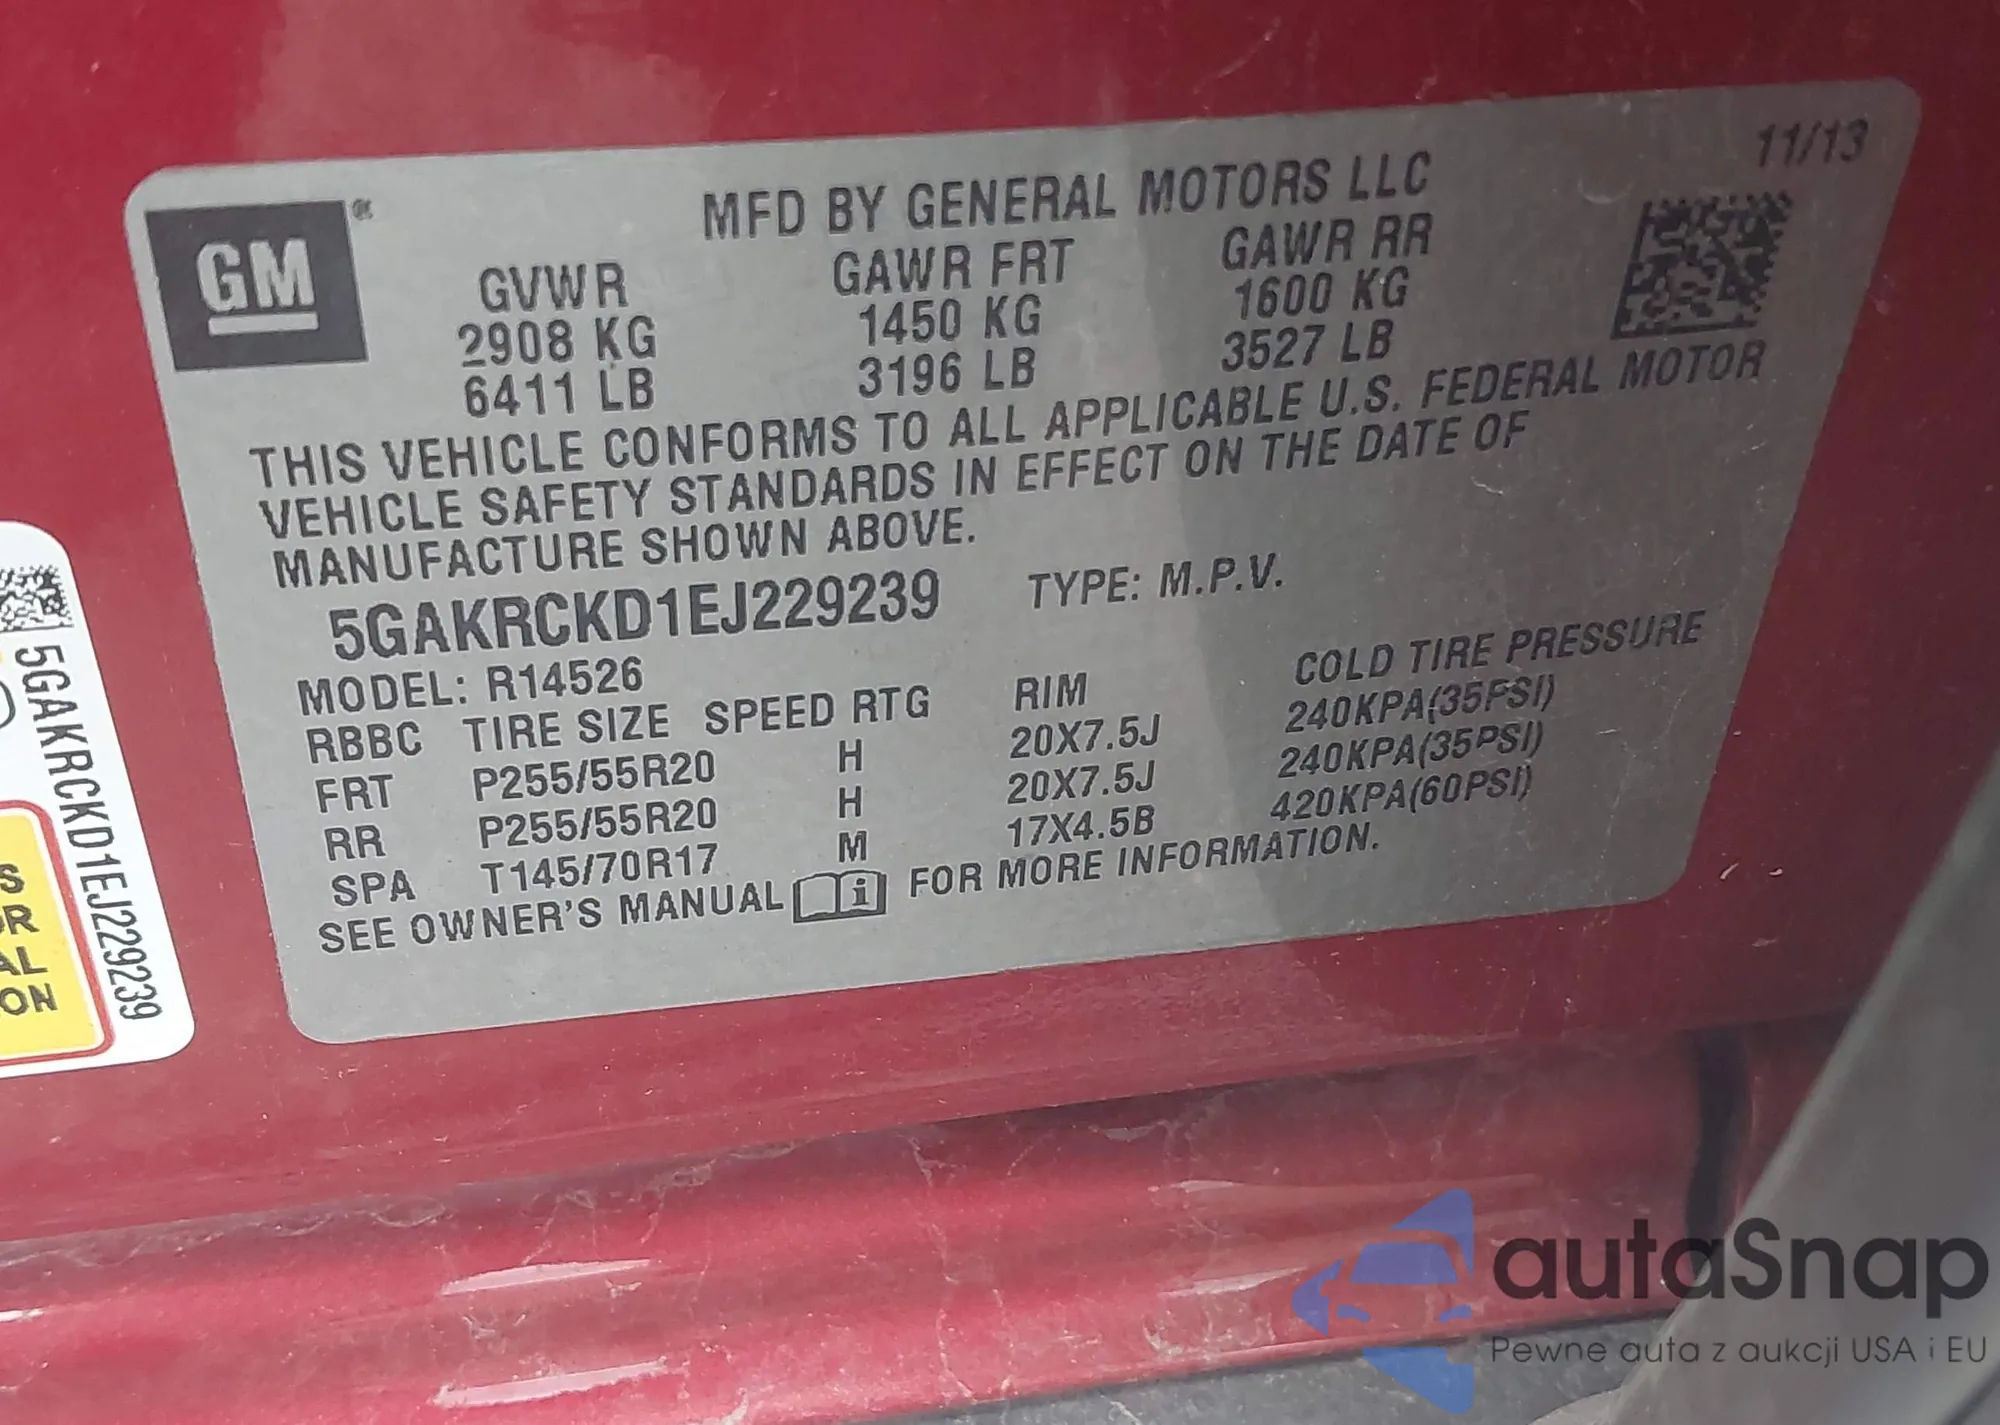 11/13
GM
MFD BY GENERAL MOTORS LLC
GVWR GAWR FRT GAWR RR
2908 KG 1450 KG 1600 KG
6411 LB 3196 LB 3527 LB
THIS VEHICLE CONFORMS TO ALL APPLICABLE U.S. FEDERAL MOTOR
VEHICLE SAFETY STANDARDS IN EFFECT ON THE DATE OF
MANUFACTURE SHOWN ABOVE.
5GAKRCKD1EJ229239 TYPE: M.P.V.
MODEL: R14526
RBBC TIRE SIZE SPEED RTG RIM COLD TIRE PRESSURE
FRT P255/55R20 H 20X7.5J 240KPA(35PSI)
RR P255/55R20 H 20X7.5J 240KPA(35PSI)
SPA T145/70R17 M 17X4.5B 420KPA(60PSI)
SEE OWNER'S MANUAL i FOR MORE INFORMATION.
5GAKRCKD1EJ229239
S
OR
AL
ON
autaSnap
Pewne auta z aukcji USA i EU